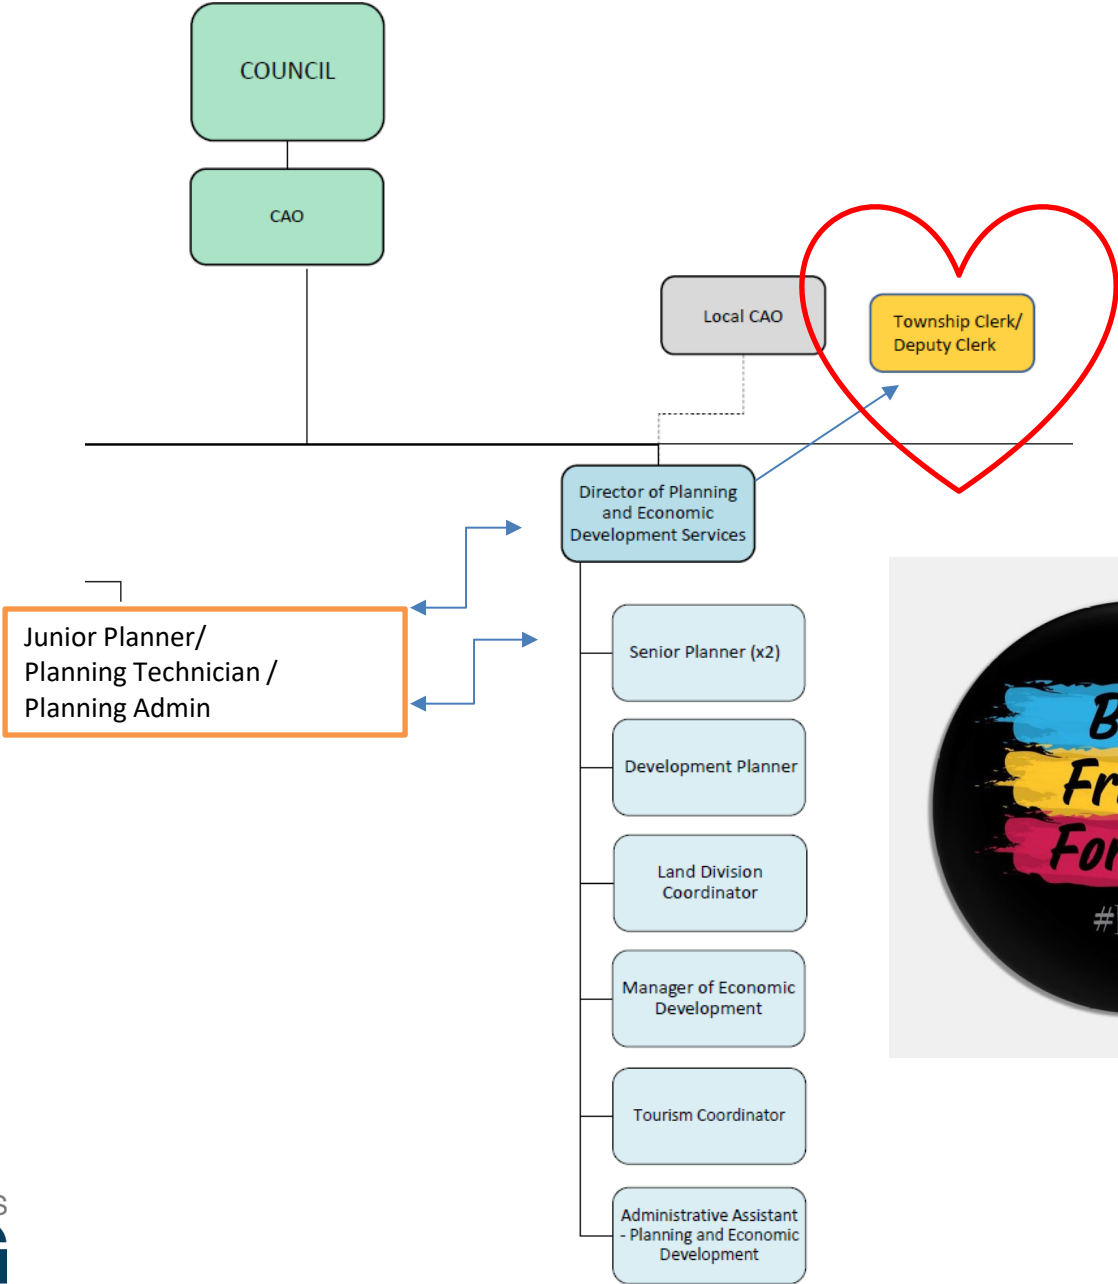 COUNCIL
CAO
Local CAO
Township Clerk/
Deputy Clerk
Director of Planning
and Economic
Development Services
Junior Planner/
Planning Technician /
Planning Admin
Senior Planner (x2)
Development Planner
Land Division
Coordinator
Manager of Economic
Development
Tourism Coordinator
Administrative Assistant
- Planning and Economic
Development